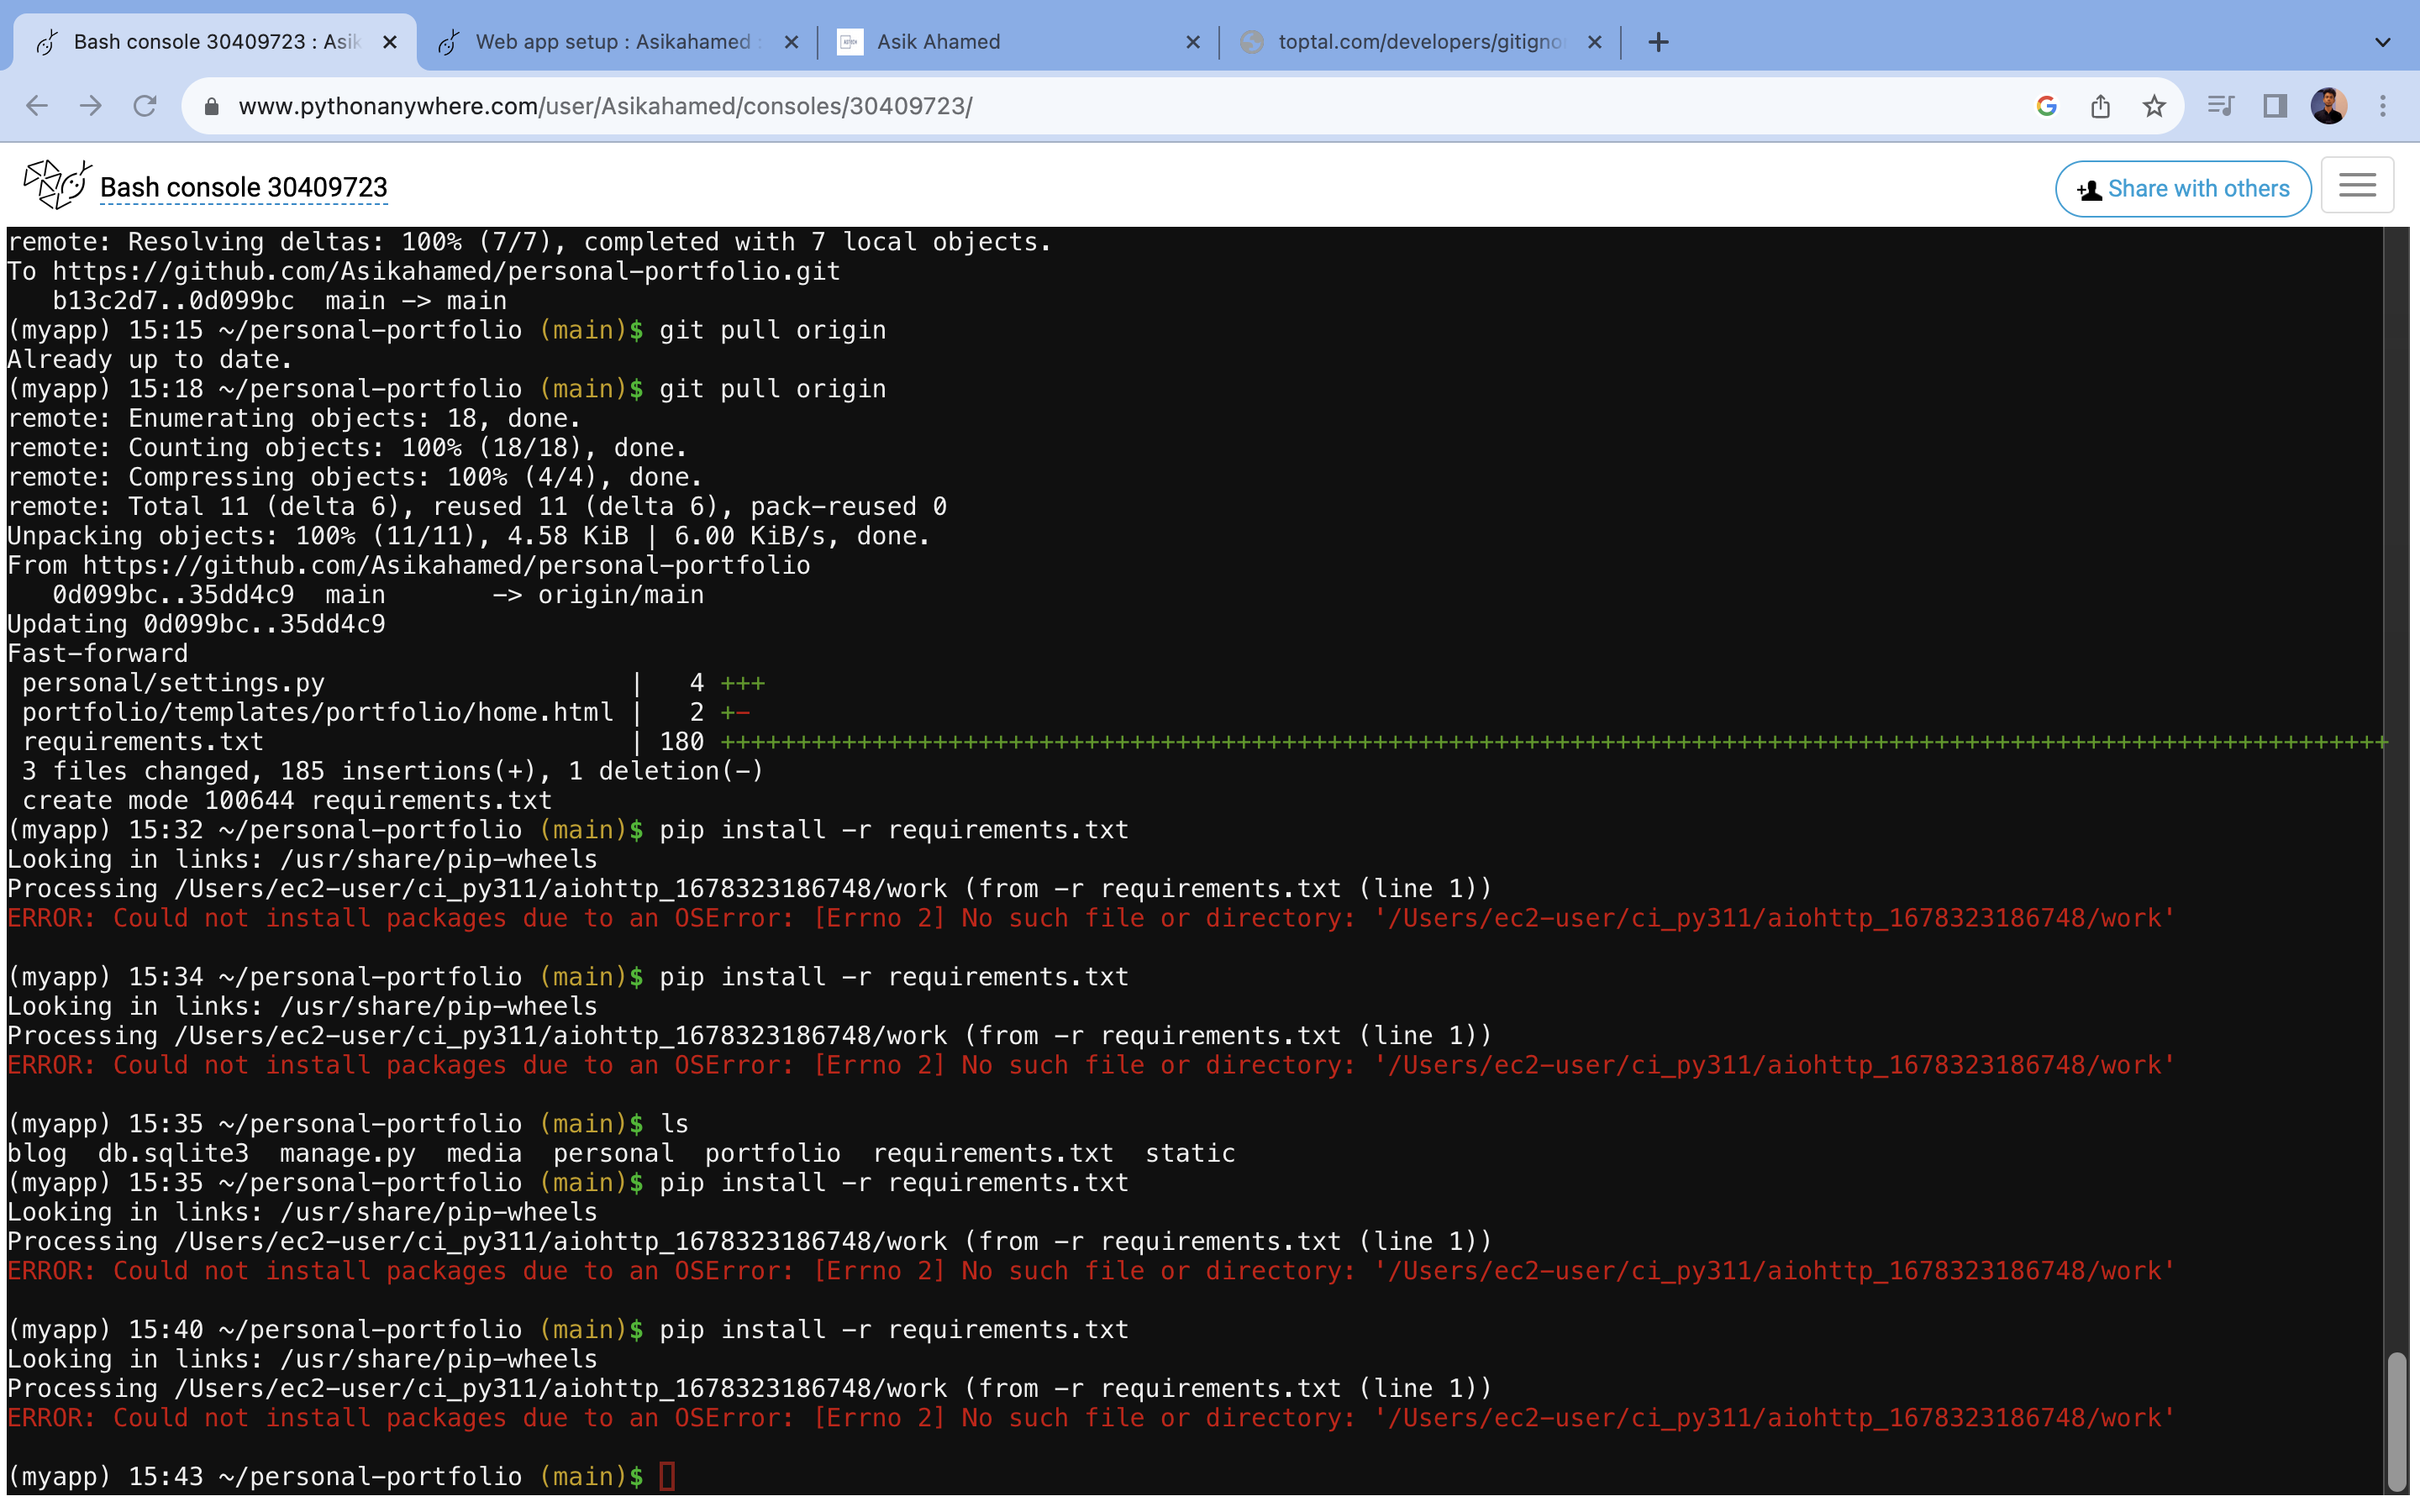 Bash console 30409723 : Asik
Web app setup : Asikahamed :
Asik Ahamed
toptal.com/developers/gitigno
www.pythonanywhere.com/user/Asikahamed/consoles/30409723/
Bash console 30409723
Share with others
remote: Resolving deltas: 100% (7/7), completed with 7 local objects.
To https://github.com/Asikahamed/personal-portfolio.git
   b13c2d7..0d099bc  main -> main
(myapp) 15:15 ~/personal-portfolio (main)$ git pull origin
Already up to date.
(myapp) 15:18 ~/personal-portfolio (main)$ git pull origin
remote: Enumerating objects: 18, done.
remote: Counting objects: 100% (18/18), done.
remote: Compressing objects: 100% (4/4), done.
remote: Total 11 (delta 6), reused 11 (delta 6), pack-reused 0
Unpacking objects: 100% (11/11), 4.58 KiB | 6.00 KiB/s, done.
From https://github.com/Asikahamed/personal-portfolio
   0d099bc..35dd4c9  main       -> origin/main
Updating 0d099bc..35dd4c9
Fast-forward
 personal/settings.py                    |   4 +++
 portfolio/templates/portfolio/home.html |   2 +-
 requirements.txt                        | 180 ++++++++++++++++++++++++++++++++++++++++++++++++++++++++++++++++++++++++++++++++++++++++++++++++++++++++++++++
 3 files changed, 185 insertions(+), 1 deletion(-)
 create mode 100644 requirements.txt
(myapp) 15:32 ~/personal-portfolio (main)$ pip install -r requirements.txt
Looking in links: /usr/share/pip-wheels
Processing /Users/ec2-user/ci_py311/aiohttp_1678323186748/work (from -r requirements.txt (line 1))
ERROR: Could not install packages due to an OSError: [Errno 2] No such file or directory: '/Users/ec2-user/ci_py311/aiohttp_1678323186748/work'
(myapp) 15:34 ~/personal-portfolio (main)$ pip install -r requirements.txt
Looking in links: /usr/share/pip-wheels
Processing /Users/ec2-user/ci_py311/aiohttp_1678323186748/work (from -r requirements.txt (line 1))
ERROR: Could not install packages due to an OSError: [Errno 2] No such file or directory: '/Users/ec2-user/ci_py311/aiohttp_1678323186748/work'
(myapp) 15:35 ~/personal-portfolio (main)$ ls
blog  db.sqlite3  manage.py  media  personal  portfolio  requirements.txt  static
(myapp) 15:35 ~/personal-portfolio (main)$ pip install -r requirements.txt
Looking in links: /usr/share/pip-wheels
Processing /Users/ec2-user/ci_py311/aiohttp_1678323186748/work (from -r requirements.txt (line 1))
ERROR: Could not install packages due to an OSError: [Errno 2] No such file or directory: '/Users/ec2-user/ci_py311/aiohttp_1678323186748/work'
(myapp) 15:40 ~/personal-portfolio (main)$ pip install -r requirements.txt
Looking in links: /usr/share/pip-wheels
Processing /Users/ec2-user/ci_py311/aiohttp_1678323186748/work (from -r requirements.txt (line 1))
ERROR: Could not install packages due to an OSError: [Errno 2] No such file or directory: '/Users/ec2-user/ci_py311/aiohttp_1678323186748/work'
(myapp) 15:43 ~/personal-portfolio (main)$